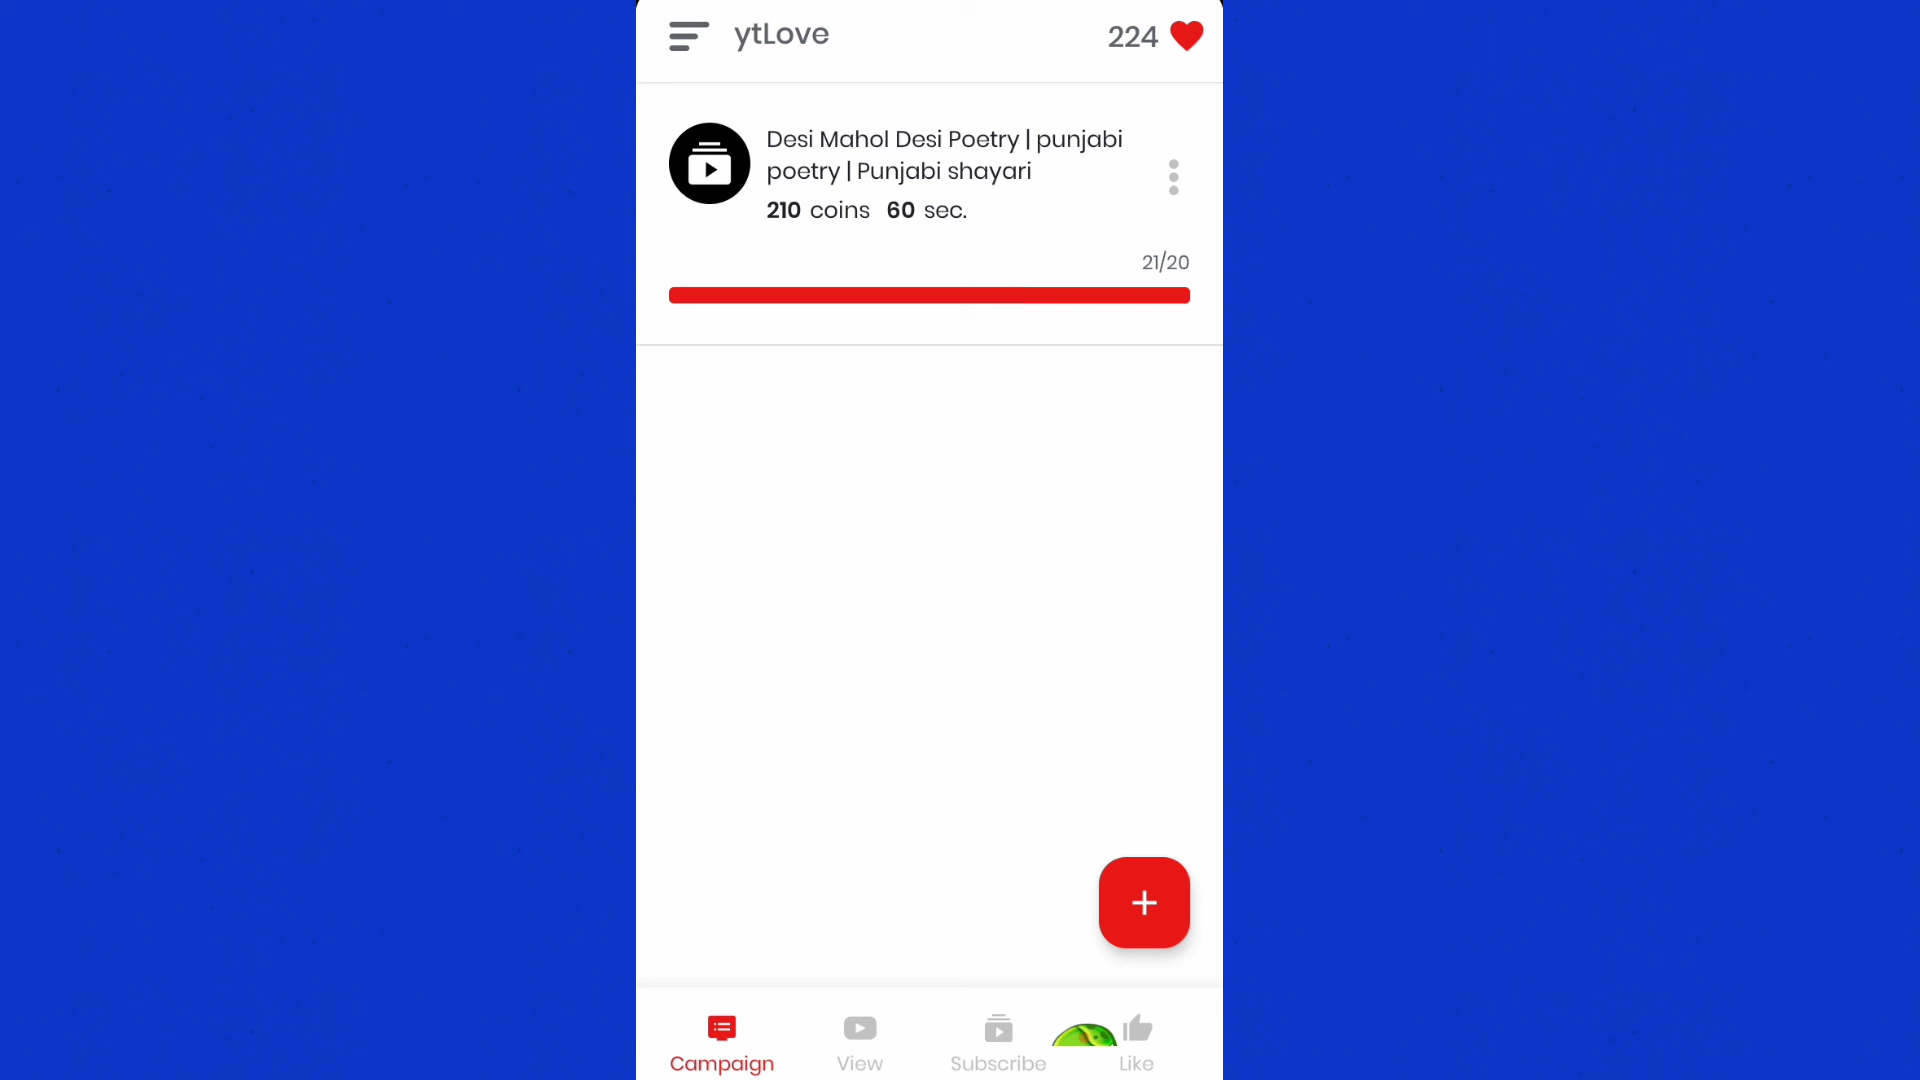 ytLove
224
Desi Mahol Desi Poetry | punjabi
poetry | Punjabi shayari
210 coins 60 sec.
21/20
Campaign
View
Subscribe
Like